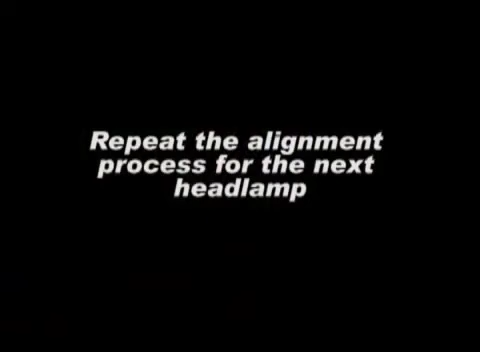 Repeat the alignment
process for the next
headlamp